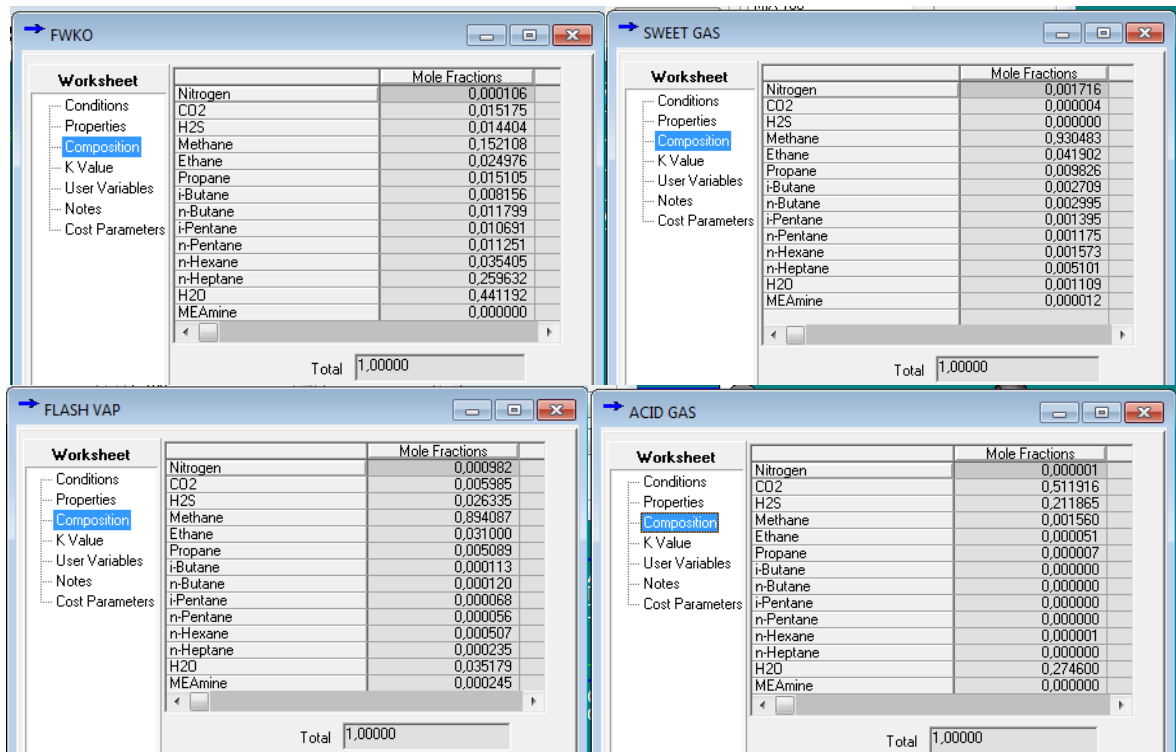 FWKO
Worksheet
Conditions
Properties
Composition
K Value
User Variables
Notes
Cost Parameters
Mole Fractions
Nitrogen 0,000106
CO2 0,015175
H2S 0,014404
Methane 0,152108
Ethane 0,024976
Propane 0,015105
i-Butane 0,008156
n-Butane 0,011799
i-Pentane 0,010691
n-Pentane 0,011251
n-Hexane 0,035405
n-Heptane 0,259632
H2O 0,441192
MEAmine 0,000000
Total 1,00000
SWEET GAS
Worksheet
Conditions
Properties
Composition
K Value
User Variables
Notes
Cost Parameters
Mole Fractions
Nitrogen 0,001716
CO2 0,000004
H2S 0,000000
Methane 0,930483
Ethane 0,041902
Propane 0,009826
i-Butane 0,002709
n-Butane 0,002995
i-Pentane 0,001395
n-Pentane 0,001175
n-Hexane 0,001573
n-Heptane 0,005101
H2O 0,001109
MEAmine 0,000012
Total 1,00000
FLASH VAP
Worksheet
Conditions
Properties
Composition
K Value
User Variables
Notes
Cost Parameters
Mole Fractions
Nitrogen 0,000982
CO2 0,005985
H2S 0,026335
Methane 0,894087
Ethane 0,031000
Propane 0,005089
i-Butane 0,000113
n-Butane 0,000120
i-Pentane 0,000068
n-Pentane 0,000056
n-Hexane 0,000507
n-Heptane 0,000235
H2O 0,035179
MEAmine 0,000245
Total 1,00000
ACID GAS
Worksheet
Conditions
Properties
Composition
K Value
User Variables
Notes
Cost Parameters
Mole Fractions
Nitrogen 0,000001
CO2 0,511916
H2S 0,211865
Methane 0,001560
Ethane 0,000051
Propane 0,000007
i-Butane 0,000000
n-Butane 0,000000
i-Pentane 0,000000
n-Pentane 0,000000
n-Hexane 0,000001
n-Heptane 0,000000
H2O 0,274600
MEAmine 0,000000
Total 1,00000